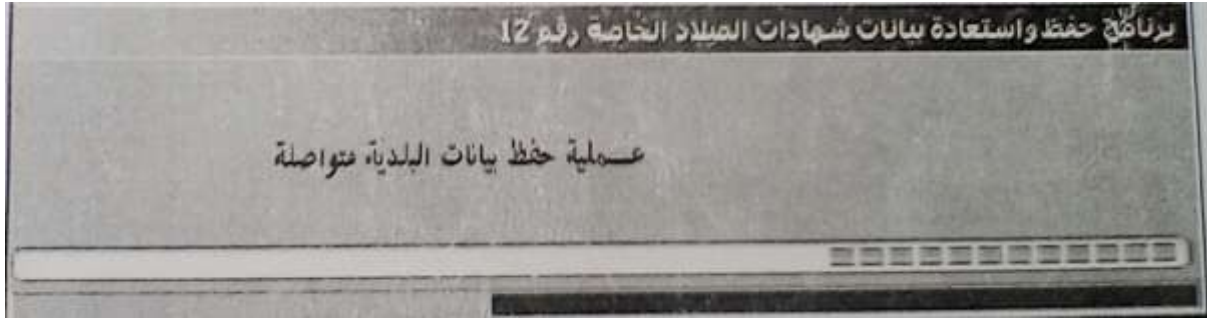 برنامج حفظ واستعادة بيانات شهادات الميلاد الخاصة رقم 12
عملية حفظ بيانات البلدية متواصلة